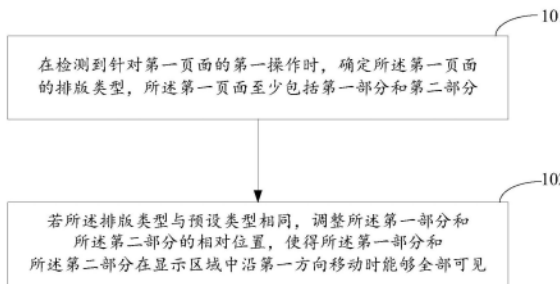 在检测到针对第一页面的第一操作时，确定所述第一页面
的排版类型，所述第一页面至少包括第一部分和第二部分
若所述排版类型与预设类型相同，调整所述第一部分和
所述第二部分的相对位置，使得所述第一部分和
所述第二部分在显示区域中沿第一方向移动时能够全部可见